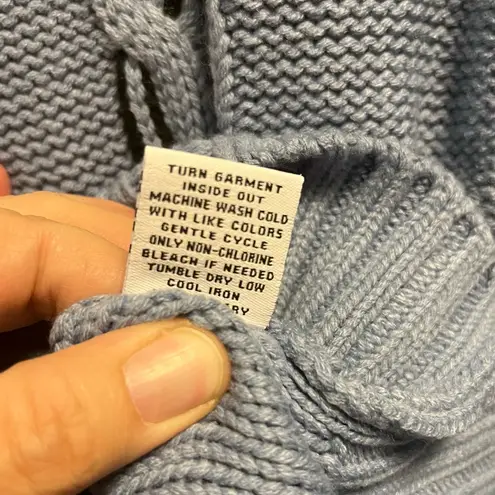 TURN GARMENT
INSIDE OUT
MACHINE WASH COLD
WITH LIKE COLORS
GENTLE CYCLE
ONLY NON-CHLORINE
BLEACH IF NEEDED
TUMBLE DRY LOW
COOL IRON